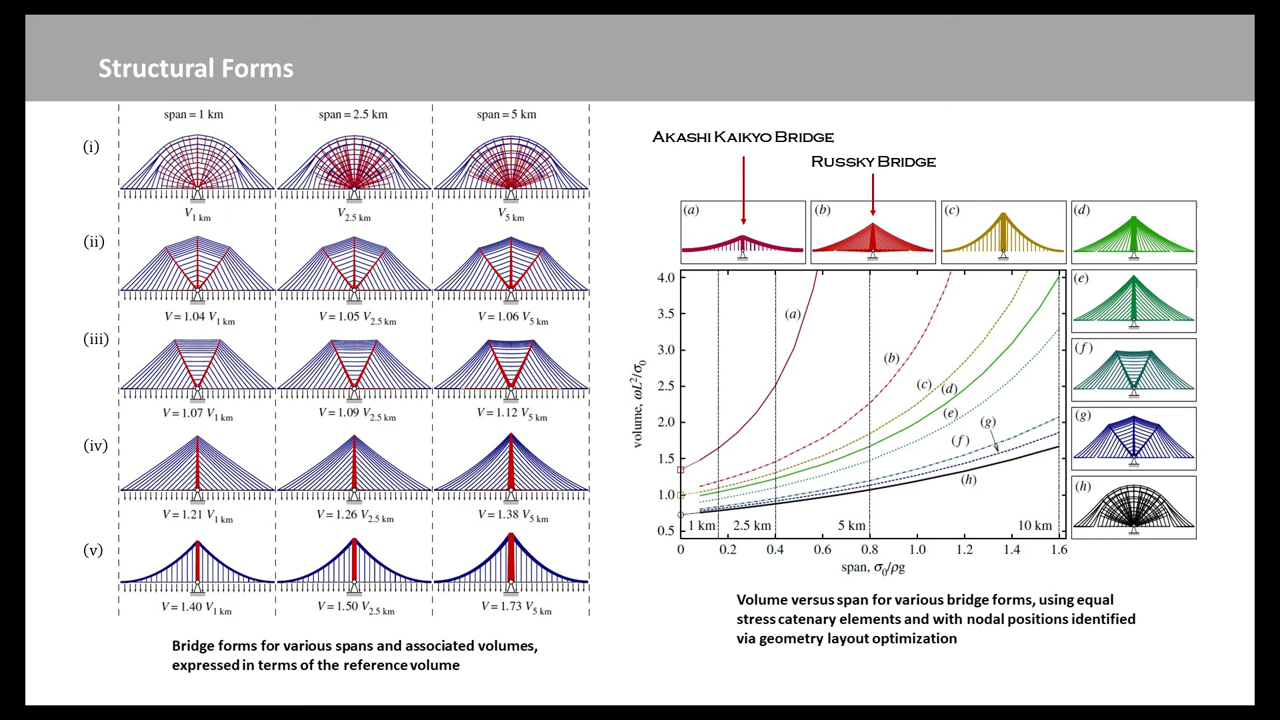 Structural Forms
span = 1 km
span = 2.5 km
span = 5 km
(i)
V1 km
V2.5 km
V5 km
(ii)
V = 1.04 V1 km
V = 1.05 V2.5 km
V = 1.06 V5 km
(iii)
V = 1.07 V1 km
V = 1.09 V2.5 km
V = 1.12 V5 km
(iv)
V = 1.21 V1 km
V = 1.26 V2.5 km
V = 1.38 V5 km
(v)
V = 1.40 V1 km
V = 1.50 V2.5 km
V = 1.73 V5 km
Bridge forms for various spans and associated volumes,
expressed in terms of the reference volume
AKASHI KAIKYO BRIDGE
RUSSKY BRIDGE
(a)
(b)
(c)
(d)
(e)
(f)
(g)
(h)
4.0
3.5
3.0
2.5
2.0
1.5
1.0
0.5
volume, ωL²/σ0
(a)
(b)
(c)
(d)
(e)
(f)
(g)
(h)
1 km
2.5 km
5 km
10 km
0
0.2
0.4
0.6
0.8
1.0
1.2
1.4
1.6
span, σ0/ρg
Volume versus span for various bridge forms, using equal
stress catenary elements and with nodal positions identified
via geometry layout optimization